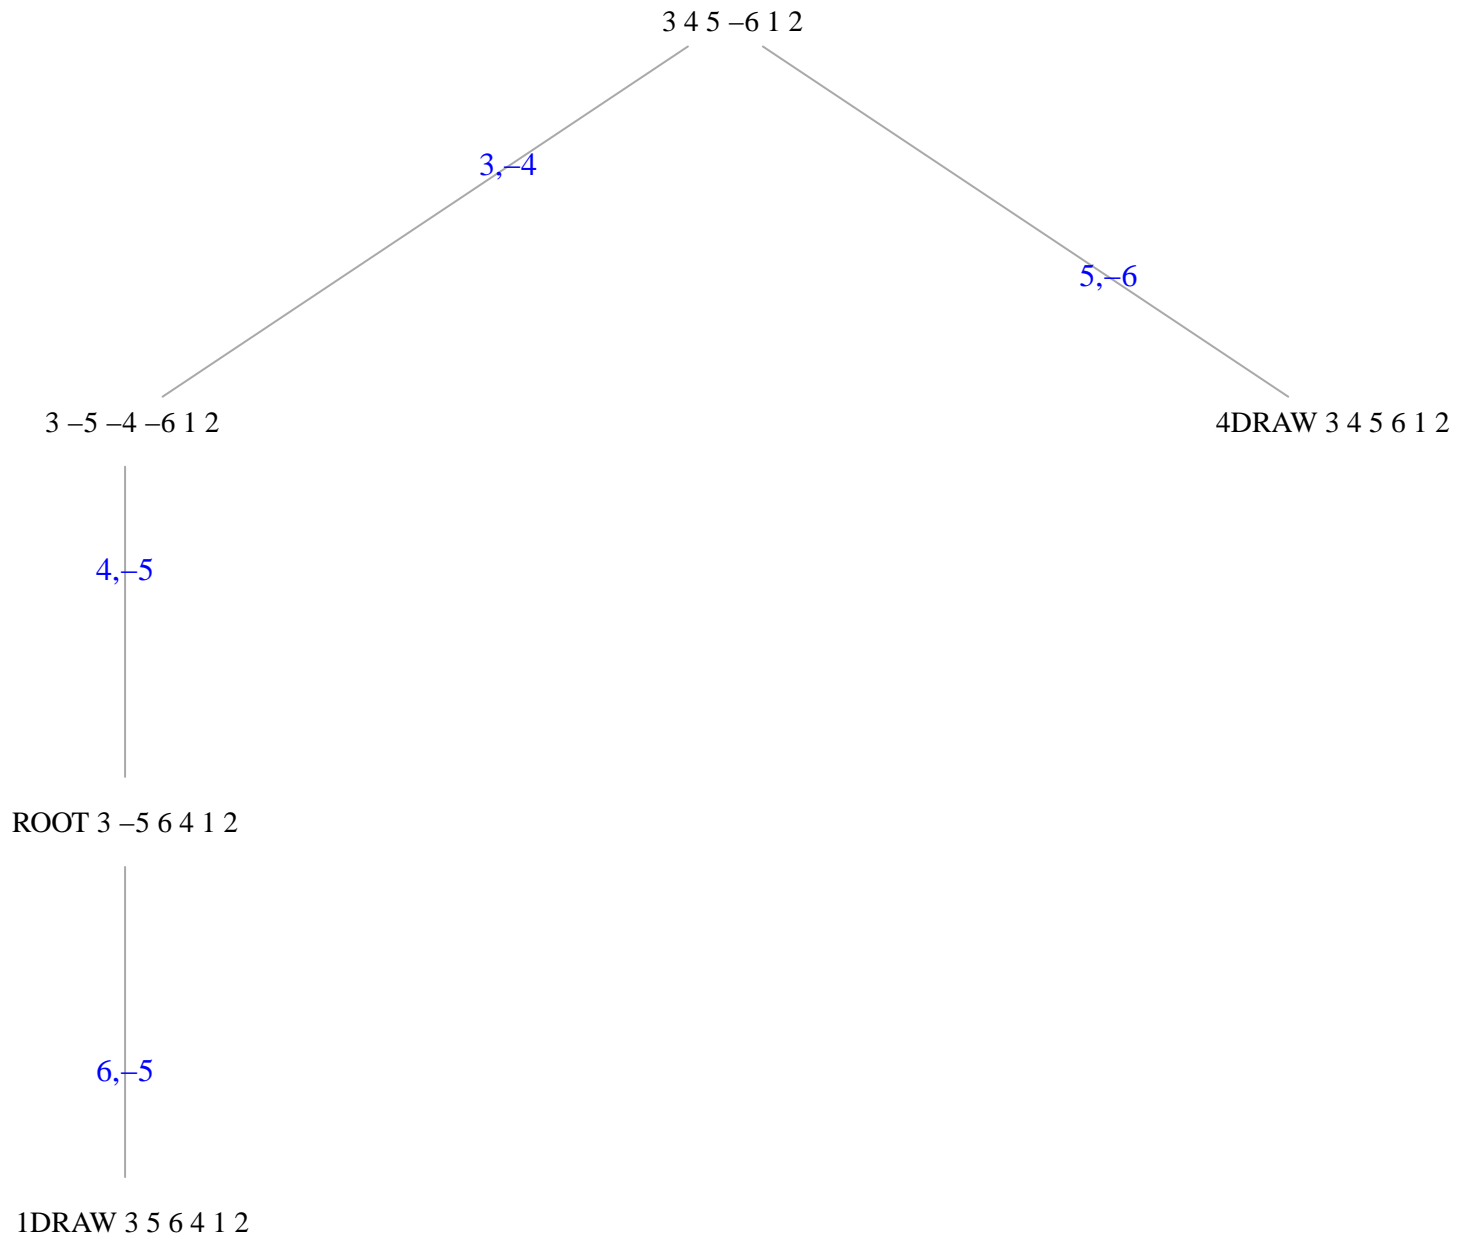 3 4 5 –6 1 2
3,–4
5,–6
3 –5 –4 –6 1 2
4DRAW 3 4 5 6 1 2
4,–5
ROOT 3 –5 6 4 1 2
6,–5
1DRAW 3 5 6 4 1 2